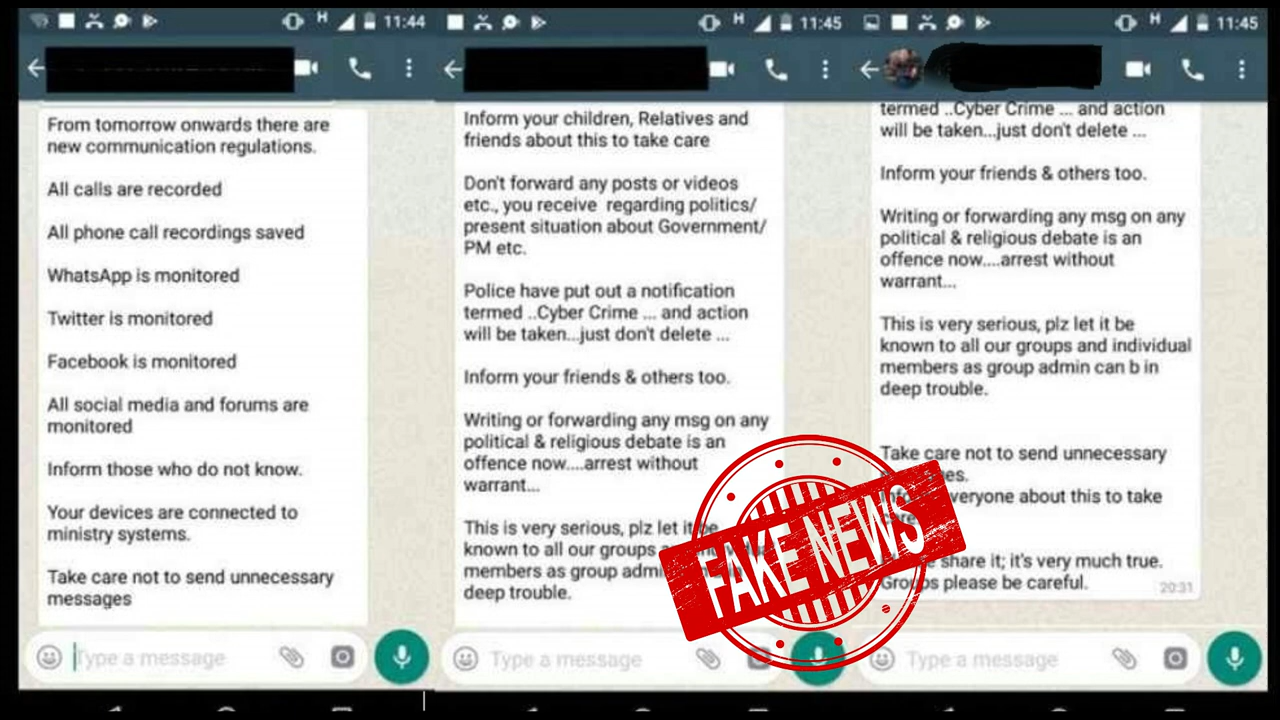 11:44
From tomorrow onwards there are
new communication regulations.
All calls are recorded
All phone call recordings saved
WhatsApp is monitored
Twitter is monitored
Facebook is monitored
All social media and forums are
monitored
Inform those who do not know.
Your devices are connected to
ministry systems.
Take care not to send unnecessary
messages
Type a message
H 11:45
Inform your children, Relatives and
friends about this to take care
Don't forward any posts or videos
etc., you receive regarding politics/
present situation about Government/
PM etc.
Police have put out a notification
termed ..Cyber Crime ... and action
will be taken...just don't delete ...
Inform your friends & others too.
Writing or forwarding any msg on any
political & religious debate is an
offence now....arrest without
warrant...
This is very serious, plz let it be
known to all our groups
members as group
deep trouble.
Type a message
H 11:45
termed ..Cyber Crime ... and action
will be taken...just don't delete ...
Inform your friends & others too.
Writing or forwarding any msg on any
political & religious debate is an
offence now....arrest without
warrant...
This is very serious, plz let it be
known to all our groups and individual
members as group admin can b in
deep trouble.
Take care not to send unnecessary
everyone about this to take
share it; it's very much true.
Groups please be careful.
20:31
Type a message
FAKE NEWS